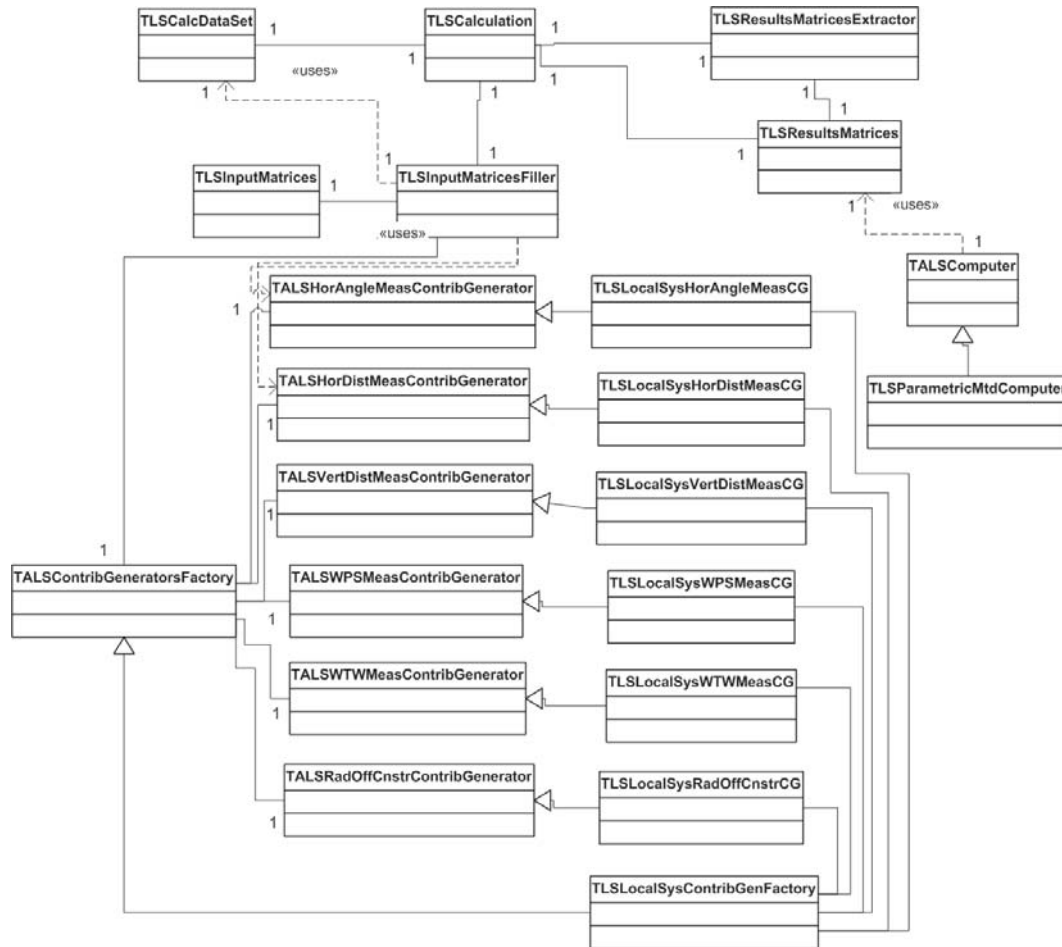 TLSCalcDataSet
TLSCalculation
TLSResultsMatricesExtractor
1
1
1
1
1
1
«uses»
1
1
1
1
TLSResultsMatrices
1
1
1
TLSInputMatrices
1
TLSInputMatricesFiller
«uses»
1
«uses»
1
TALSComputer
TALSHorAngleMeasContribGenerator
TLSLocalSysHorAngleMeasCG
1
TALSHorDistMeasContribGenerator
TLSLocalSysHorDistMeasCG
TLSParametricMtdComputer
1
TALSVertDistMeasContribGenerator
TLSLocalSysVertDistMeasCG
1
1
TALSContribGeneratorsFactory
TALSWPSMeasContribGenerator
TLSLocalSysWPSMeasCG
1
TALSWTWMeasContribGenerator
TLSLocalSysWTWMeasCG
1
TALSRadOffCnstrContribGenerator
TLSLocalSysRadOffCnstrCG
1
TLSLocalSysContribGenFactory